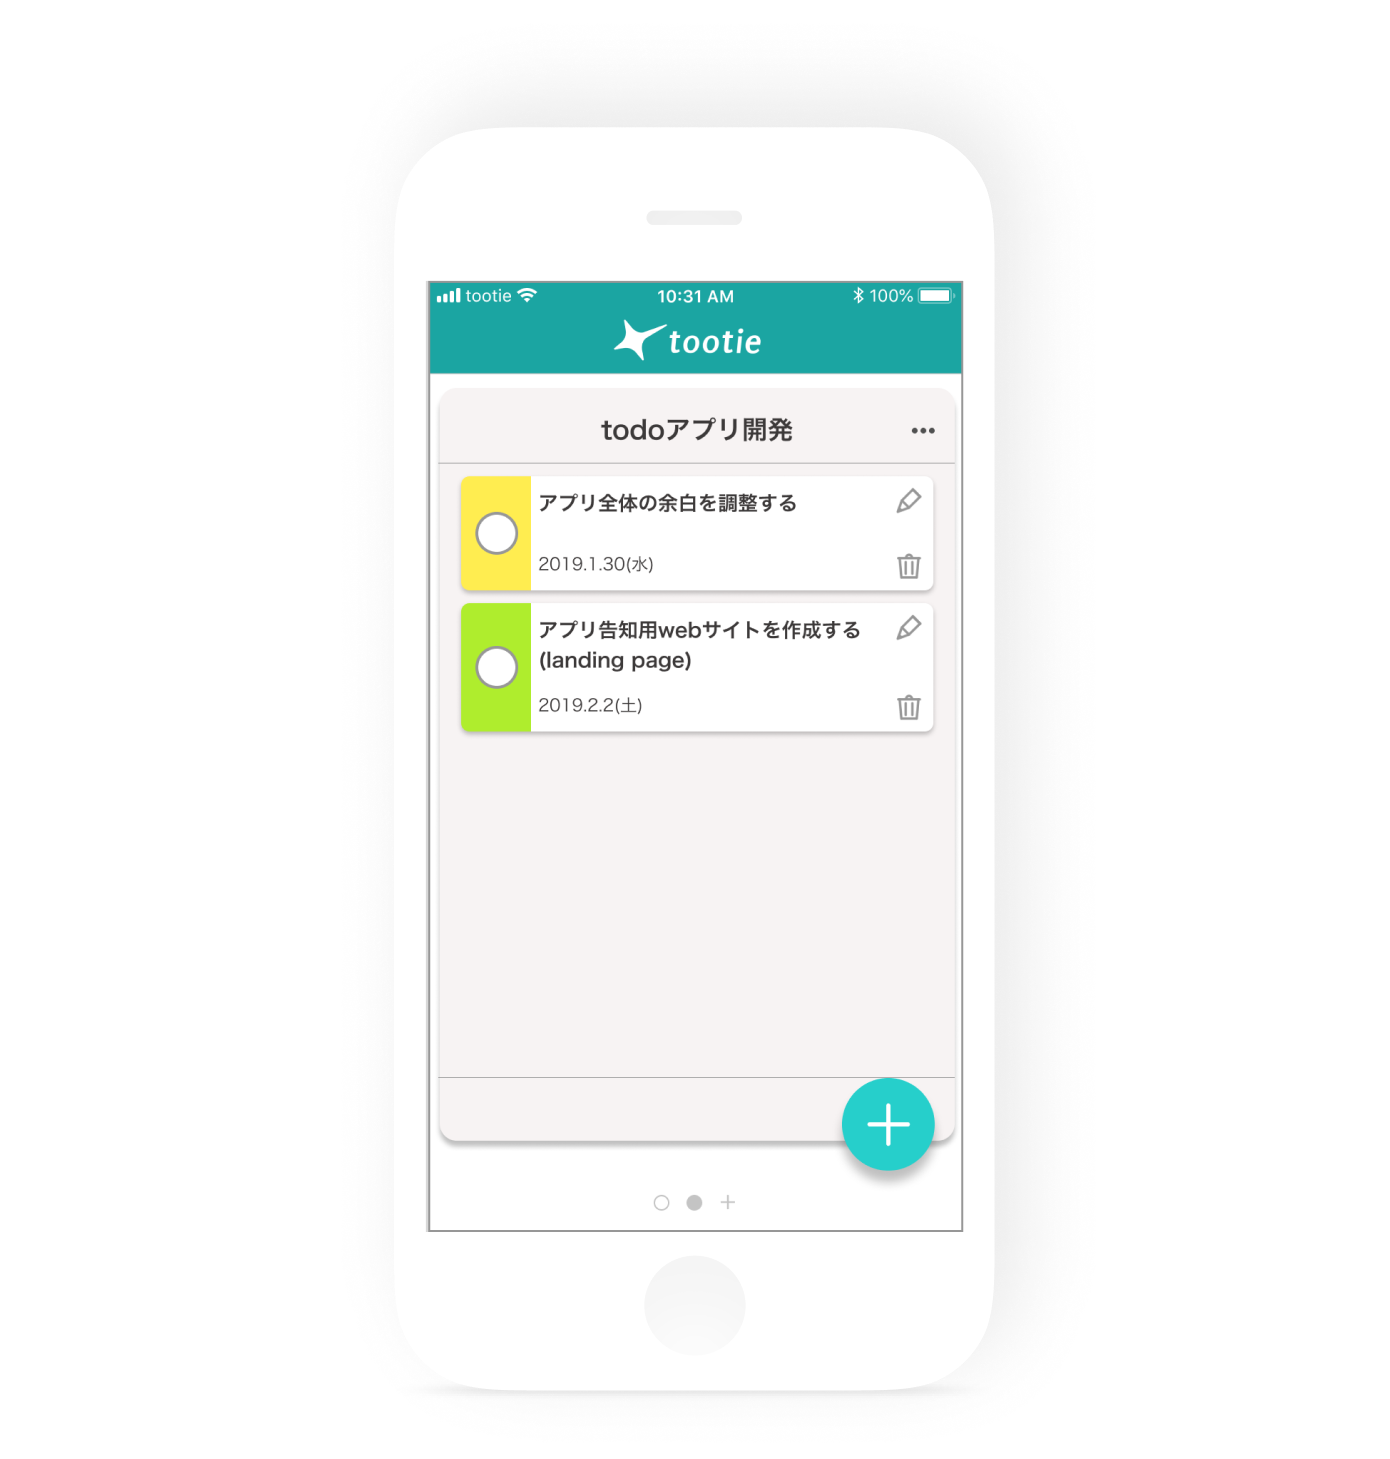 tootie 10:31 AM 100%
tootie
todoアプリ開発
アプリ全体の余白を調整する
2019.1.30(水)
アプリ告知用webサイトを作成する
(landing page)
2019.2.2(土)